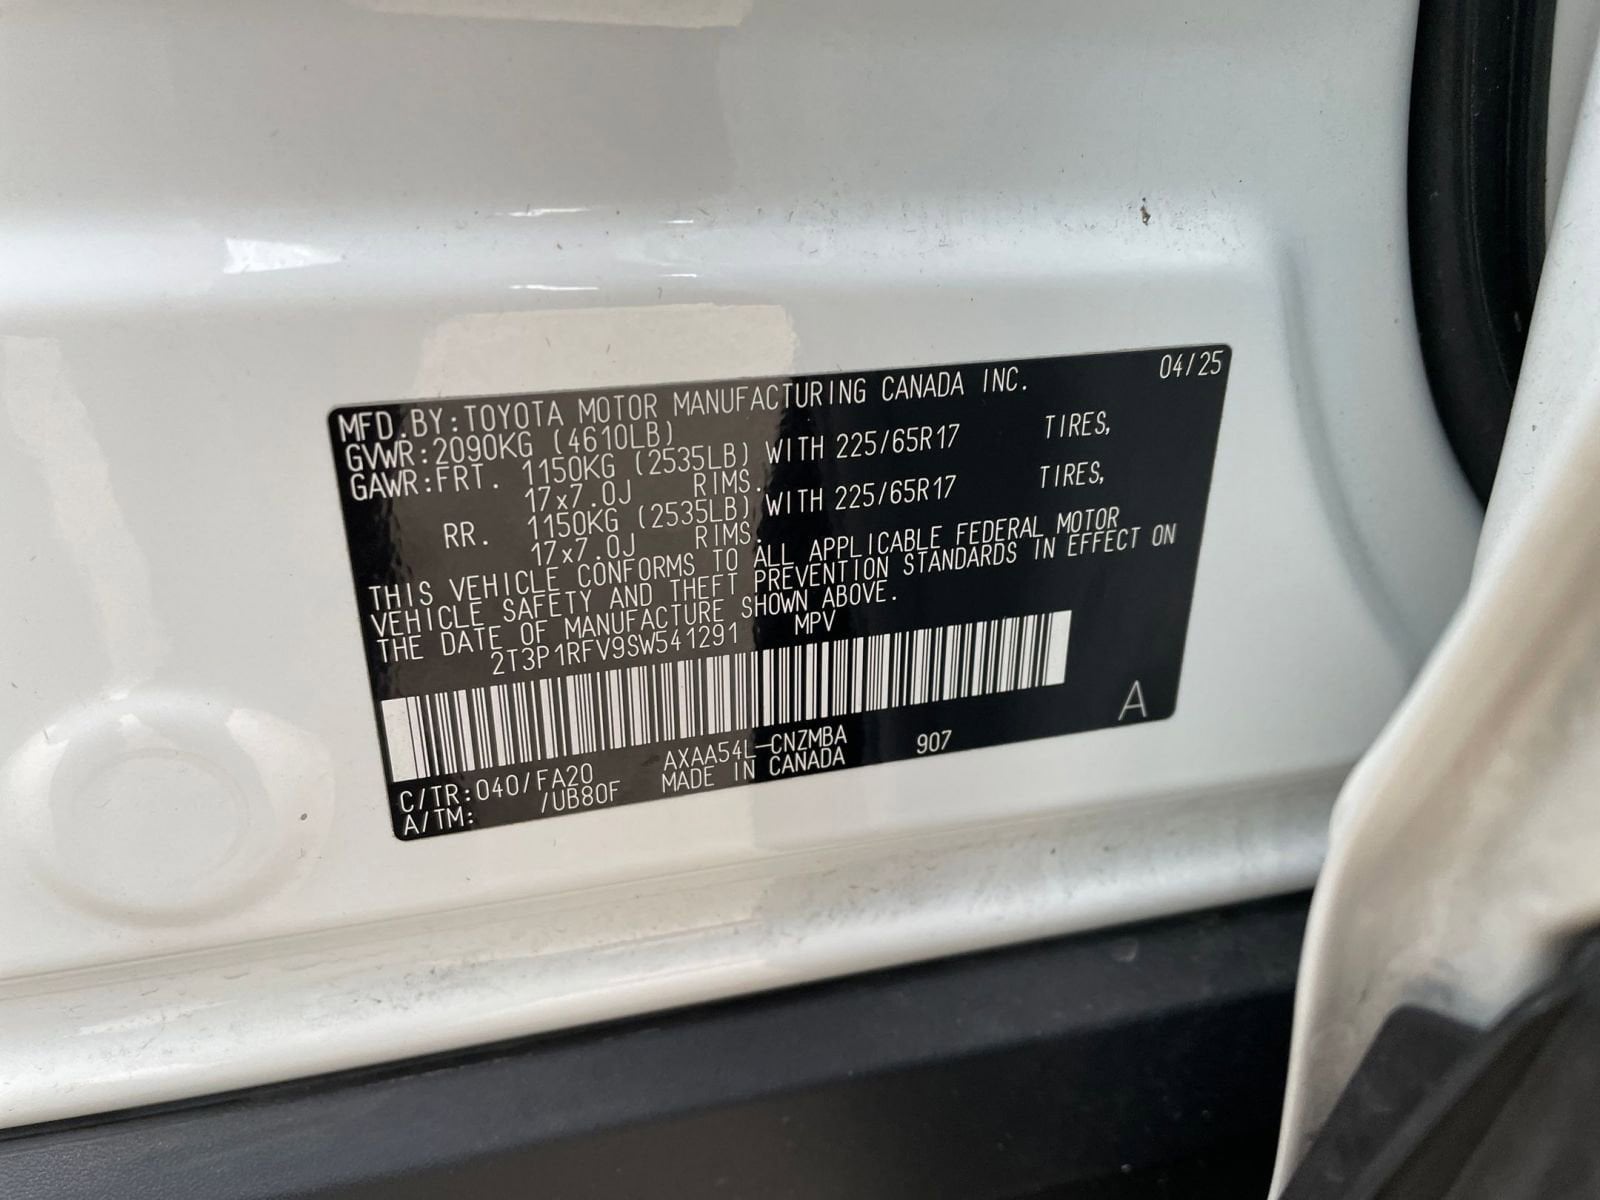 04/25
MFD.BY:TOYOTA MOTOR MANUFACTURING CANADA INC.
GVWR:2090KG (4610LB)
GAWR:FRT. 1150KG (2535LB) WITH 225/65R17 TIRES,
17x7.0J RIMS.
RR. 1150KG (2535LB) WITH 225/65R17 TIRES,
17x7.0J RIMS.
THIS VEHICLE CONFORMS TO ALL APPLICABLE FEDERAL MOTOR
VEHICLE SAFETY AND THEFT PREVENTION STANDARDS IN EFFECT ON
THE DATE OF MANUFACTURE SHOWN ABOVE.
2T3P1RFV9SW541291 MPV
A
C/TR:040/FA20 AXAA54L-CNZMBA 907
A/TM: /UB80F MADE IN CANADA